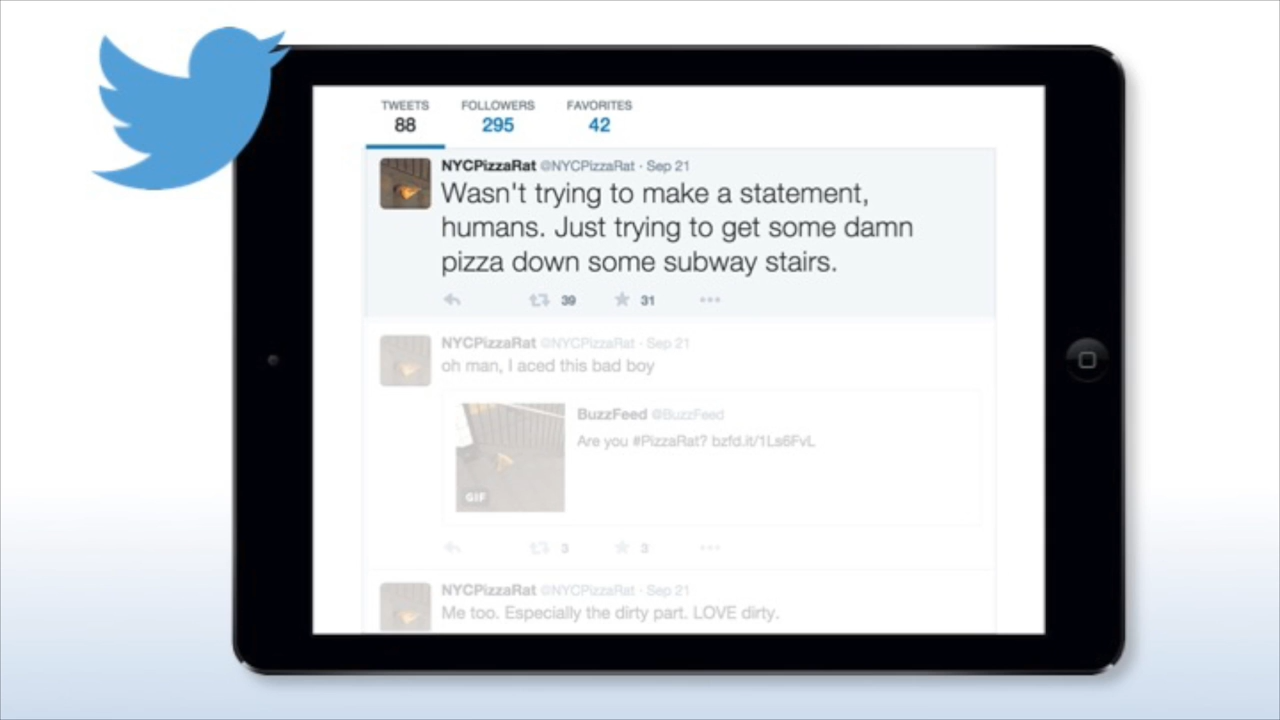 TWEETS FOLLOWERS FAVORITES
88 295 42
NYCPizzaRat @NYCPizzaRat · Sep 21
Wasn't trying to make a statement,
humans. Just trying to get some damn
pizza down some subway stairs.
39 31
NYCPizzaRat @NYCPizzaRat · Sep 21
oh man, I aced this bad boy
BuzzFeed @BuzzFeed
Are you #PizzaRat? bzfd.it/1Ls6FvL
GIF
3 3
NYCPizzaRat @NYCPizzaRat · Sep 21
Me too. Especially the dirty part. LOVE dirty.